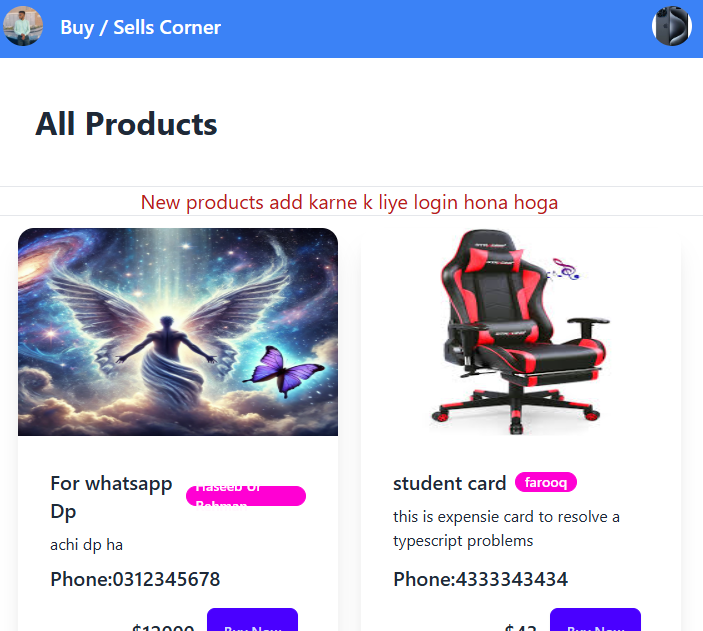 Buy / Sells Corner
All Products
New products add karne k liye login hona hoga
For whatsapp
Dp
Haseeb Ur
Rehman
achi dp ha
Phone:0312345678
$12000
Buy Now
student card
farooq
this is expensie card to resolve a
typescript problems
Phone:4333343434
$43
Buy Now